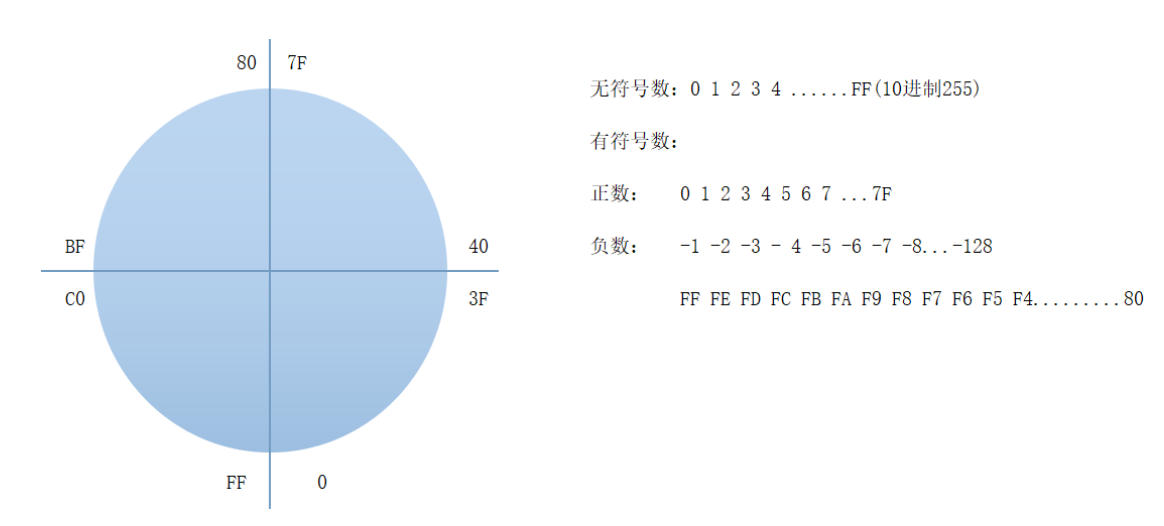 80 7F
BF 40
C0 3F
FF 0
无符号数: 0 1 2 3 4 ......FF(10进制255)
有符号数:
正数: 0 1 2 3 4 5 6 7 ...7F
负数: -1 -2 -3 - 4 -5 -6 -7 -8...-128
FF FE FD FC FB FA F9 F8 F7 F6 F5 F4.........80